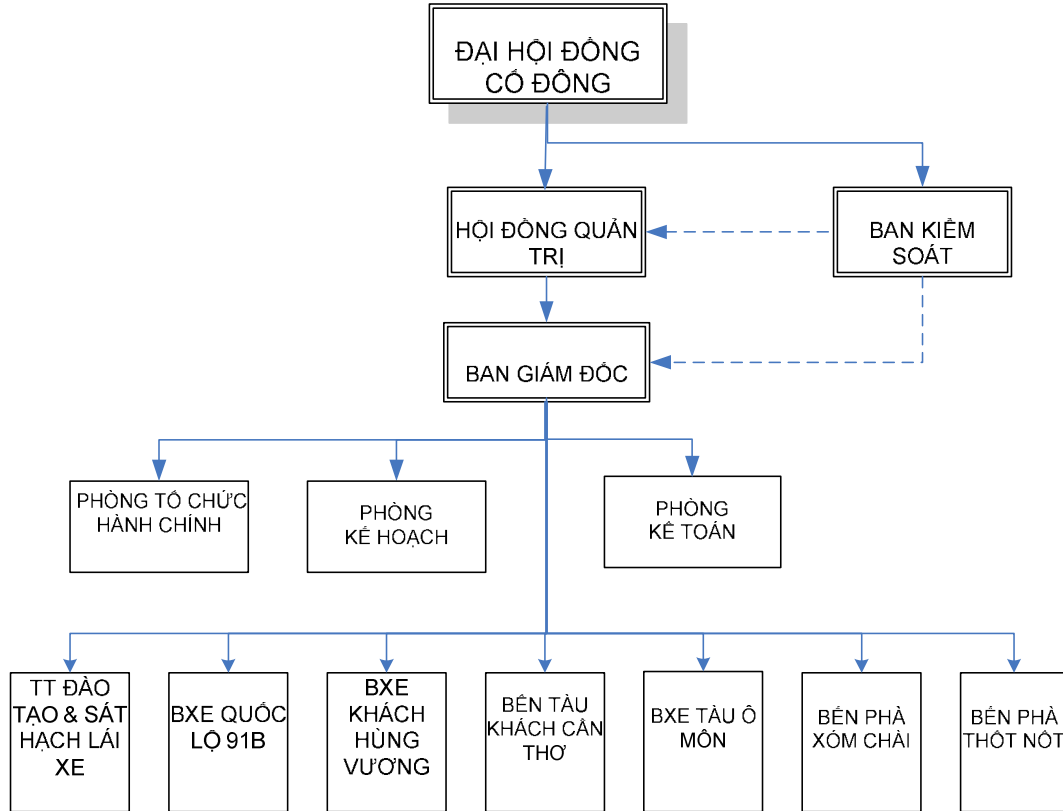 ĐẠI HỘI ĐỒNG
CỔ ĐÔNG
HỘI ĐỒNG QUẢN
TRỊ
BAN KIỂM
SOÁT
BAN GIÁM ĐỐC
PHÒNG TỔ CHỨC
HÀNH CHÍNH
PHÒNG
KẾ HOẠCH
PHÒNG
KẾ TOÁN
TT ĐÀO
TẠO & SÁT
HẠCH LÁI
XE
BXE QUỐC
LỘ 91B
BXE
KHÁCH
HÙNG
VƯƠNG
BẾN TÀU
KHÁCH CẦN
THƠ
BXE TÀU Ô
MÔN
BẾN PHÀ
XÓM CHÀI
BẾN PHÀ
THỐT NỐT